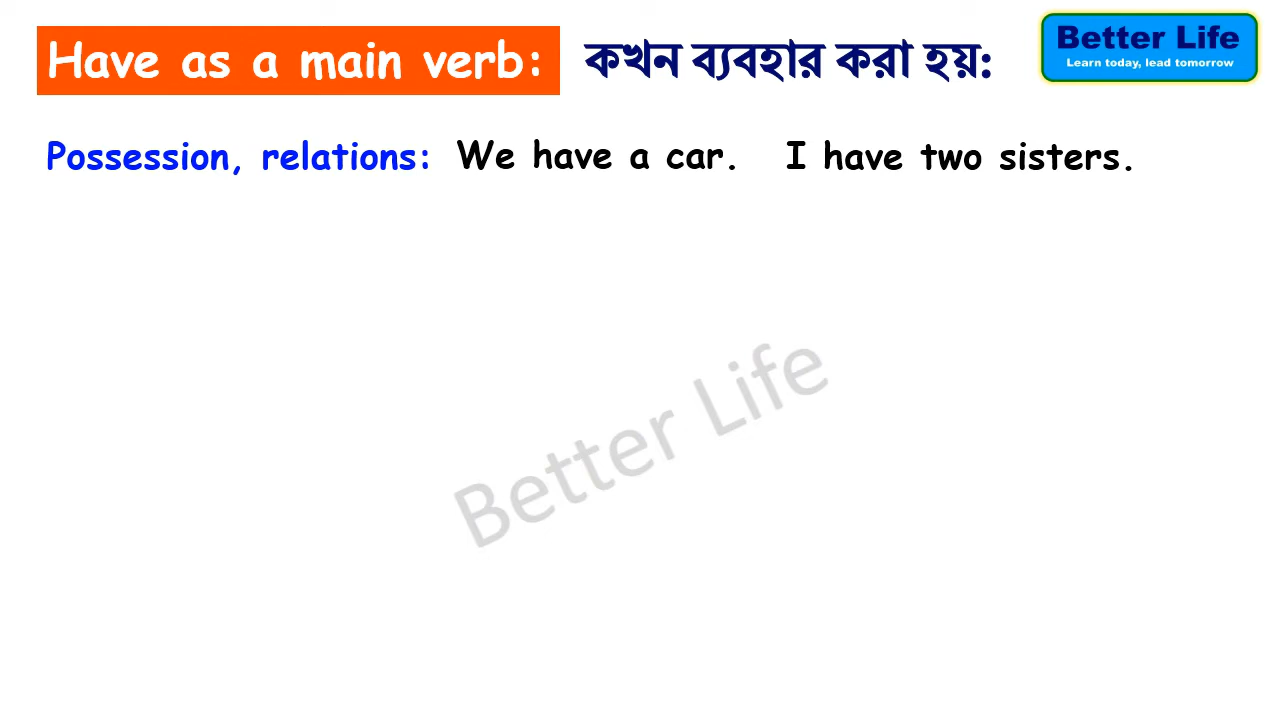 Have as a main verb: কখন ব্যবহার করা হয়:
Better Life
Learn today, lead tomorrow
Possession, relations: We have a car. I have two sisters.
Better Life